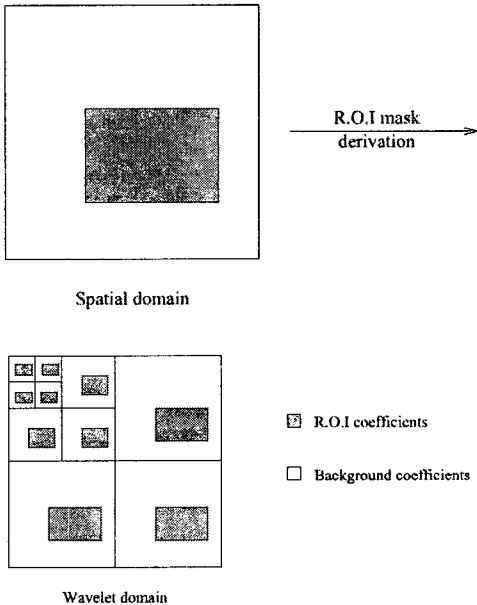 R.O.I mask
derivation
Spatial domain
R.O.I coefficients
Background coefficients
Wavelet domain